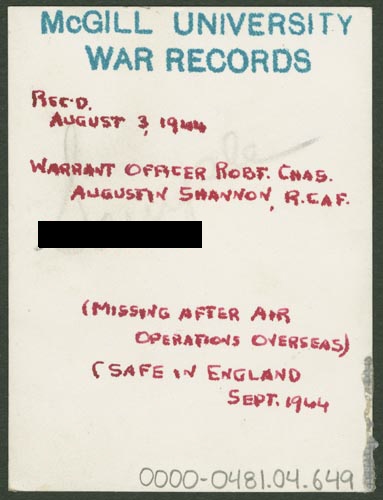 McGILL UNIVERSITY
WAR RECORDS
REC'D.
AUGUST 3, 1944
WARRANT OFFICER ROBT. CHAS.
AUGUSTIN SHANNON, R.C.A.F.
(MISSING AFTER AIR
OPERATIONS OVERSEAS)
(SAFE IN ENGLAND
SEPT. 1944
0000-0481.04.649